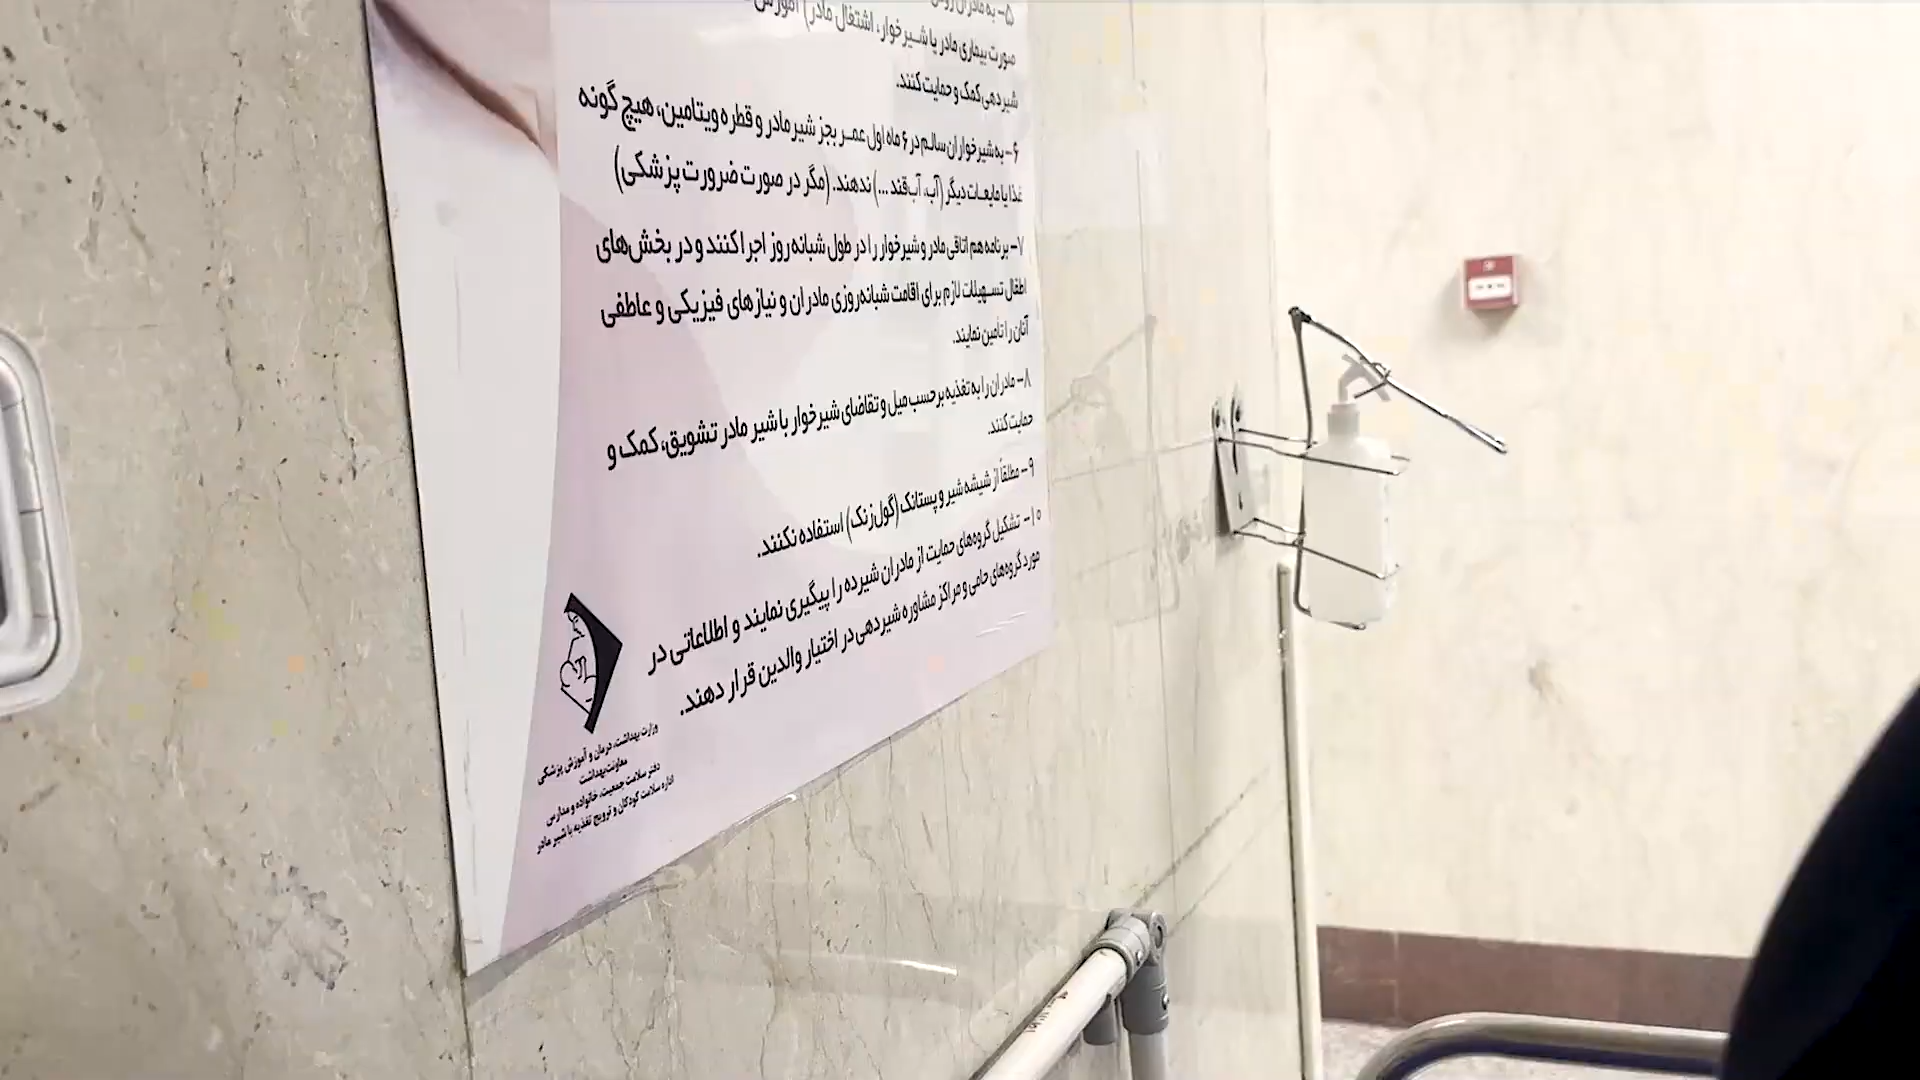 ۵- به مادران روش
صورت بیماری مادر یا شیرخوار، اشتغال مادر) آموزش
شیردهی کمک و حمایت کنند.
۶- به شیرخواران سالم در ۶ ماه اول عمر بجز شیر مادر و قطره ویتامین، هیچ گونه
غذا یا مایعات دیگر (آب، آب‌قند ...) ندهند. (مگر در صورت ضرورت پزشکی)
۷- برنامه هم اتاقی مادر و شیرخوار را در طول شبانه روز اجرا کنند و در بخش‌های
اطفال تسهیلات لازم برای اقامت شبانه‌روزی مادران و نیازهای فیزیکی و عاطفی
آنان را تأمین نمایند.
۸- مادران را به تغذیه برحسب میل و تقاضای شیرخوار با شیر مادر تشویق، کمک و
حمایت کنند.
۹- مطلقاً از شیشه شیر و پستانک (گول‌زنک) استفاده نکنند.
۱۰- تشکیل گروه‌های حمایت از مادران شیرده را پیگیری نمایند و اطلاعاتی در
مورد گروه‌های حامی و مراکز مشاوره شیردهی در اختیار والدین قرار دهند.
وزارت بهداشت، درمان و آموزش پزشکی
معاونت بهداشت
دفتر سلامت جمعیت، خانواده و مدارس
اداره سلامت کودکان و ترویج تغذیه با شیر مادر